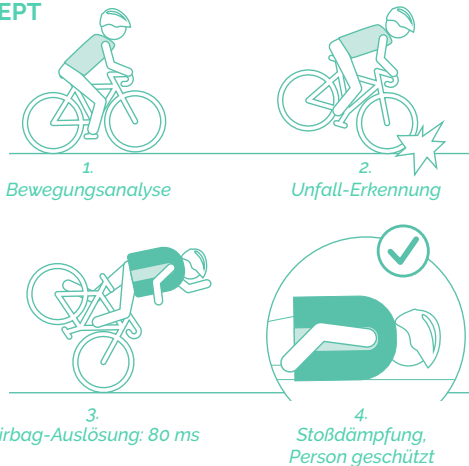 EPT
1.
Bewegungsanalyse
2.
Unfall-Erkennung
3.
irbag-Auslösung: 80 ms
4.
Stoßdämpfung,
Person geschützt